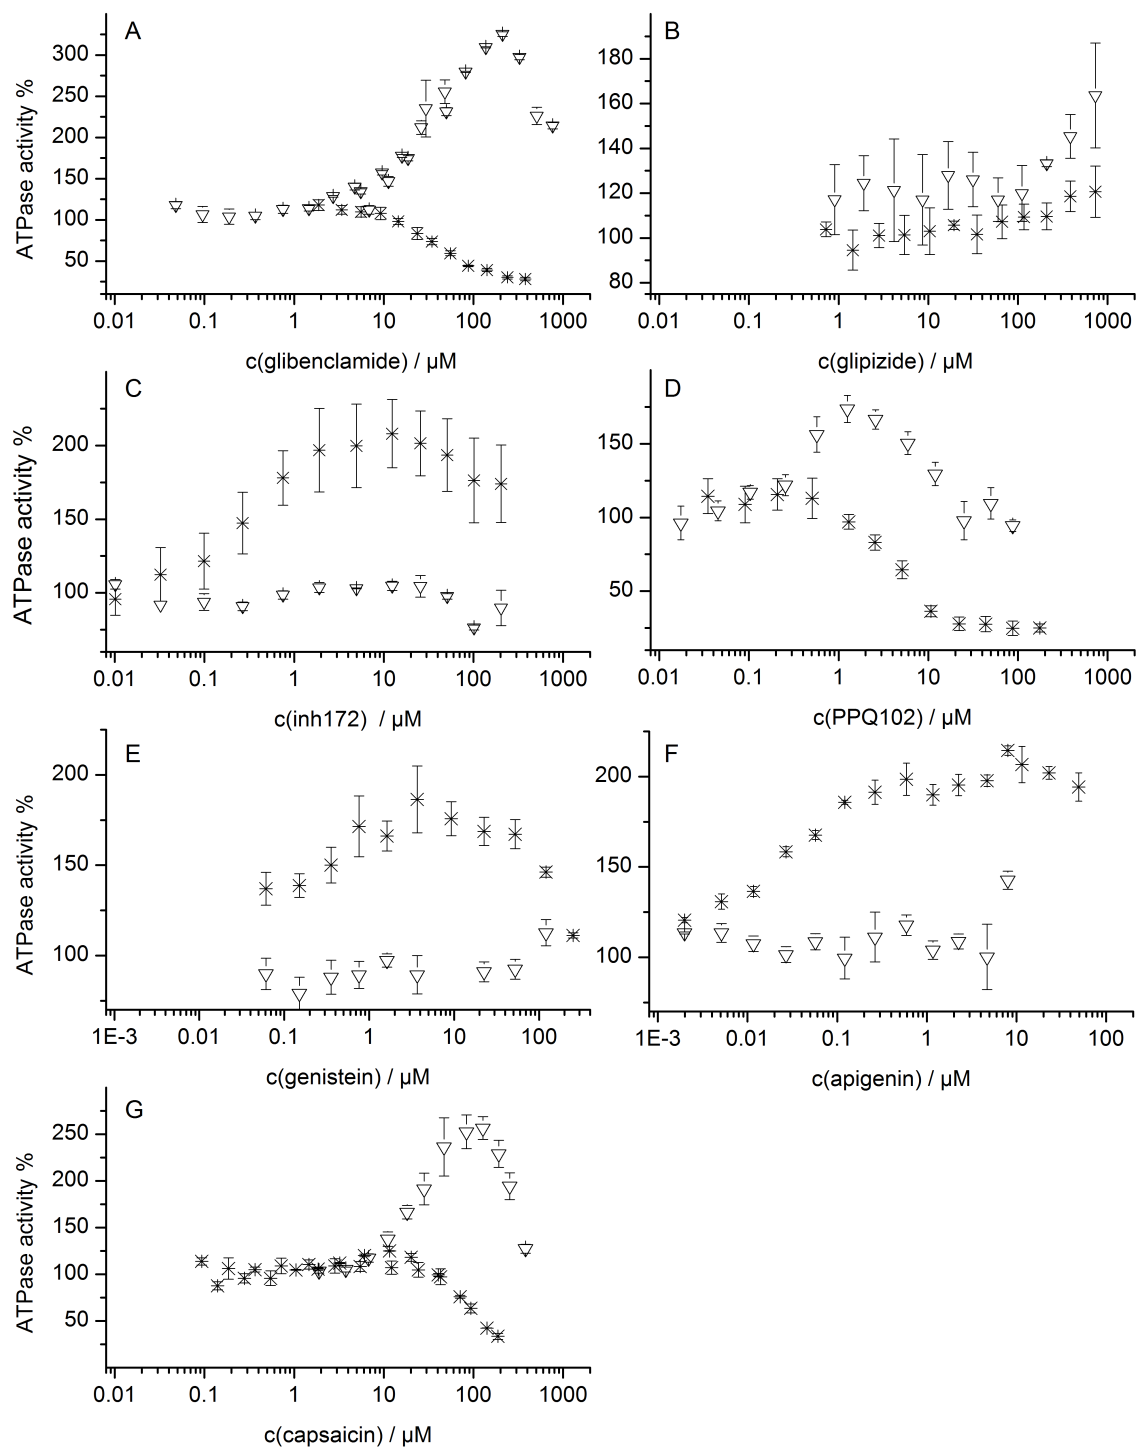 A
ATPase activity %
300
250
200
150
100
50
0.01 0.1 1 10 100 1000
c(glibenclamide) / µM
B
180
160
140
120
100
80
0.01 0.1 1 10 100 1000
c(glipizide) / µM
C
ATPase activity %
200
150
100
0.01 0.1 1 10 100 1000
c(inh172) / µM
D
150
100
50
0.01 0.1 1 10 100 1000
c(PPQ102) / µM
E
ATPase activity %
200
150
100
1E-3 0.01 0.1 1 10 100
c(genistein) / µM
F
200
150
100
1E-3 0.01 0.1 1 10 100
c(apigenin) / µM
G
ATPase activity %
250
200
150
100
50
0.01 0.1 1 10 100 1000
c(capsaicin) / µM